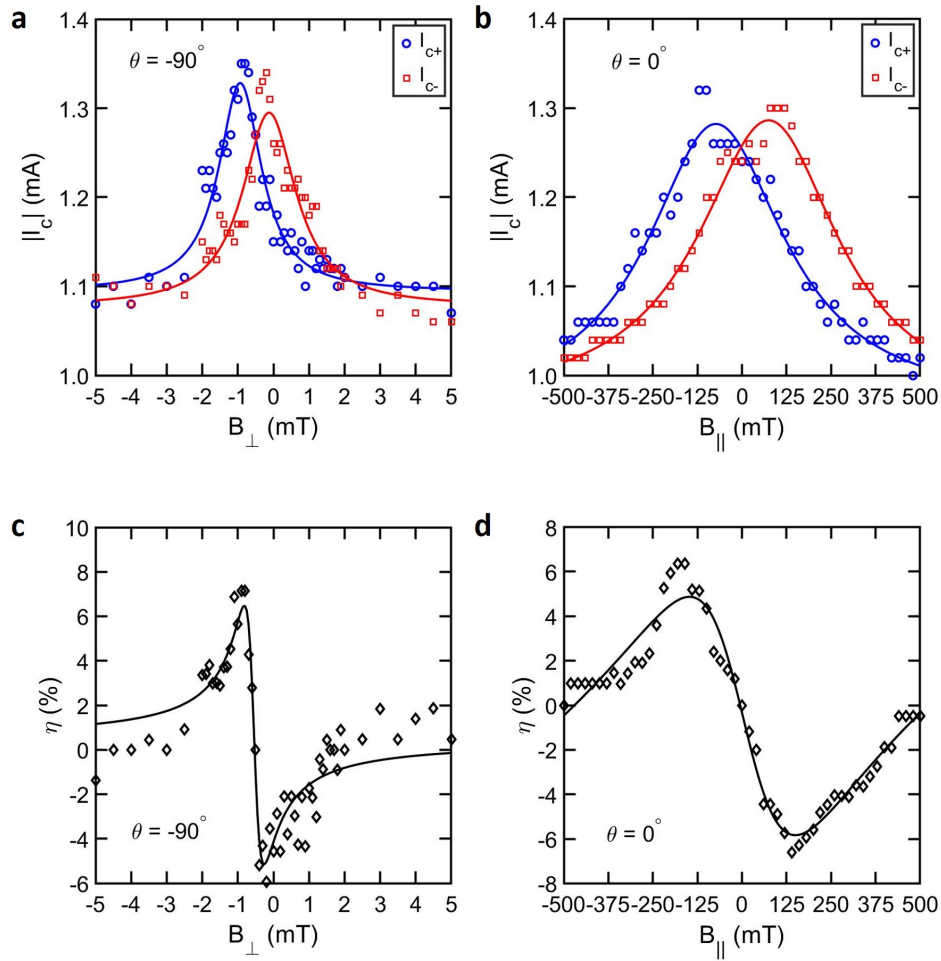 a
1.4
1.3
1.2
1.1
1.0
|I_c| (mA)
θ = -90°
I_c+
I_c-
-5 -4 -3 -2 -1 0 1 2 3 4 5
B_⊥ (mT)
b
1.4
1.3
1.2
1.1
1.0
|I_c| (mA)
θ = 0°
I_c+
I_c-
-500 -375 -250 -125 0 125 250 375 500
B_|| (mT)
c
10
8
6
4
2
0
-2
-4
-6
η (%)
θ = -90°
-5 -4 -3 -2 -1 0 1 2 3 4 5
B_⊥ (mT)
d
8
6
4
2
0
-2
-4
-6
-8
η (%)
θ = 0°
-500 -375 -250 -125 0 125 250 375 500
B_|| (mT)